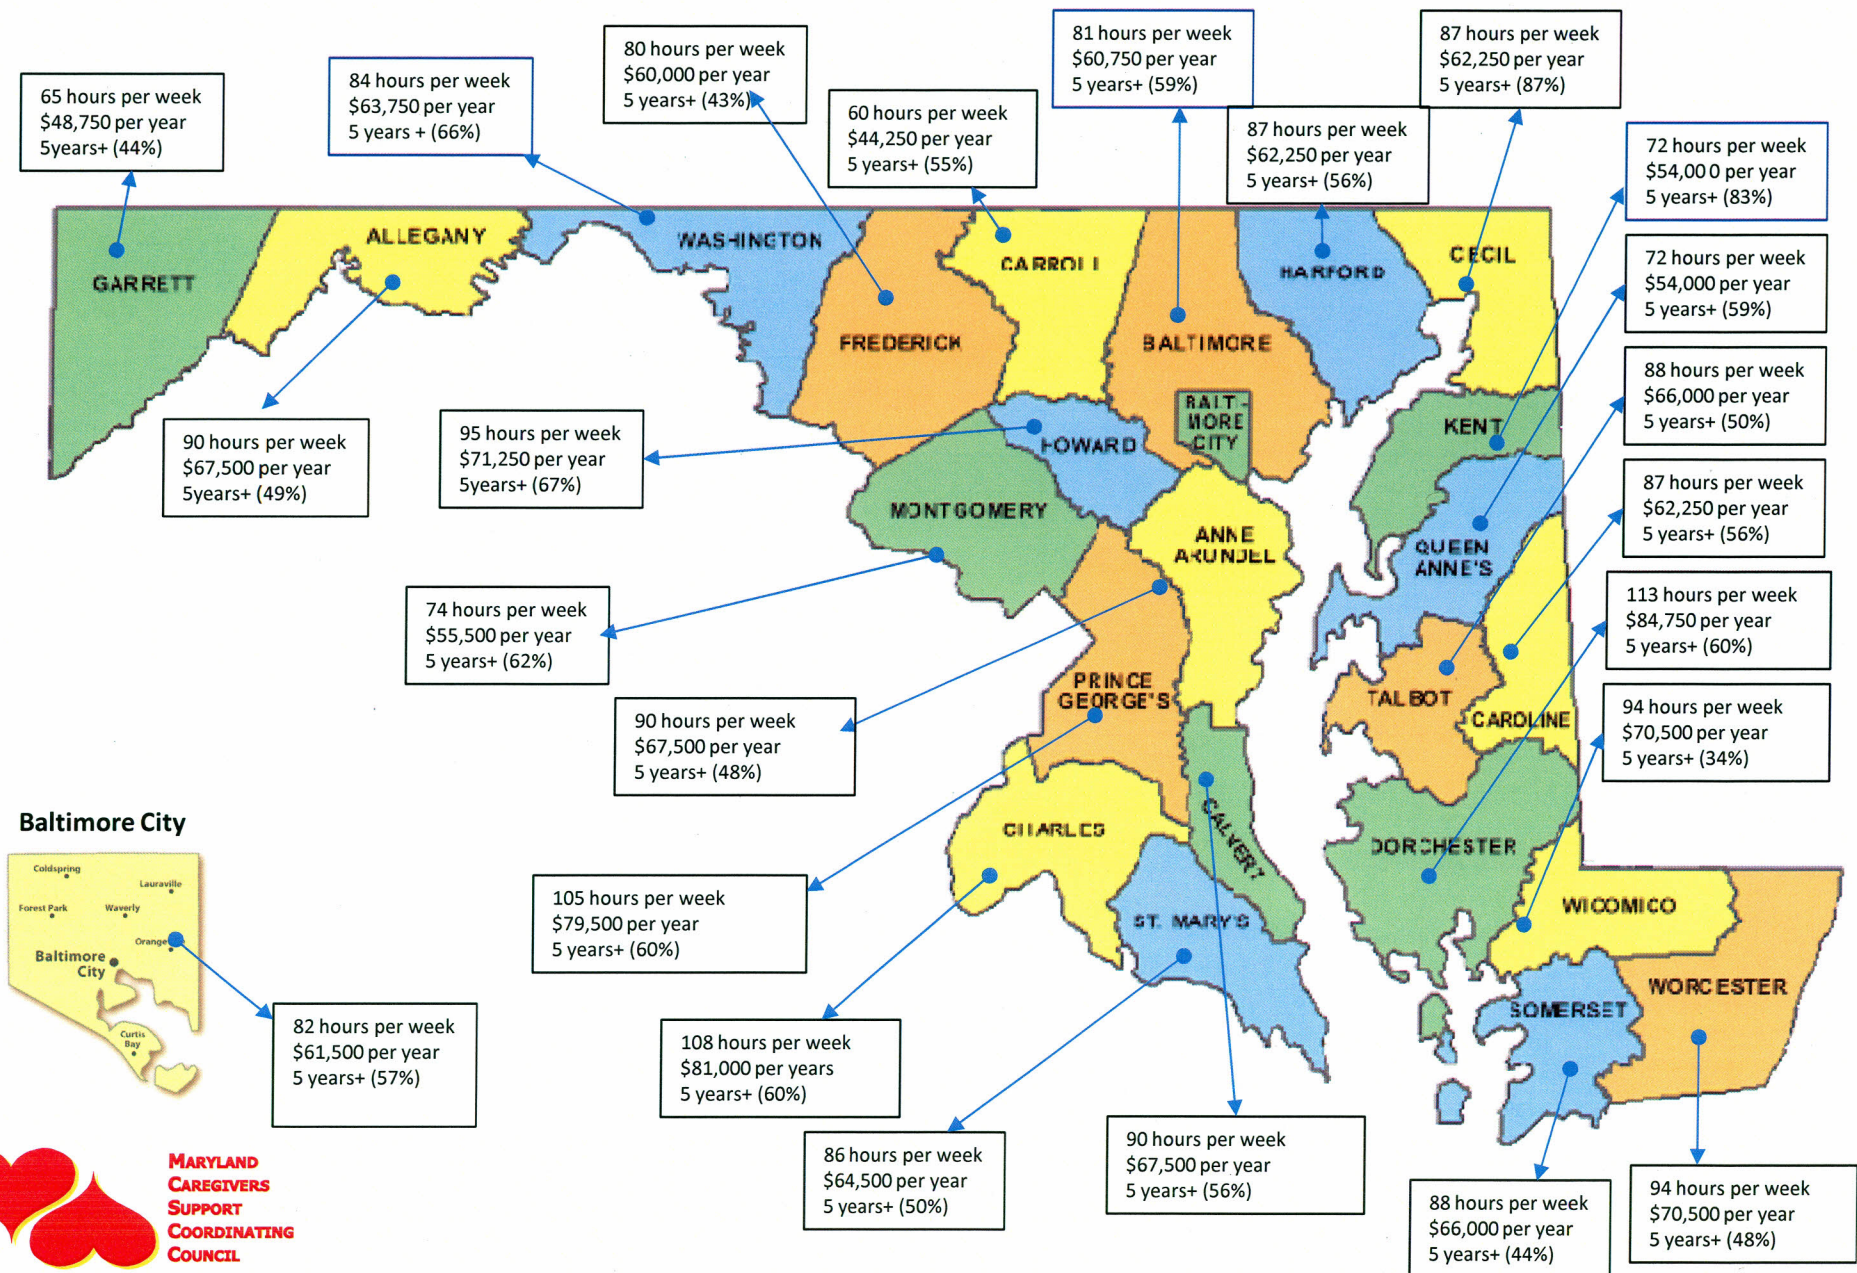 65 hours per week
$48,750 per year
5years+ (44%)
84 hours per week
$63,750 per year
5 years + (66%)
80 hours per week
$60,000 per year
5 years+ (43%)
60 hours per week
$44,250 per year
5 years+ (55%)
81 hours per week
$60,750 per year
5 years+ (59%)
87 hours per week
$62,250 per year
5 years+ (56%)
87 hours per week
$62,250 per year
5 years+ (87%)
72 hours per week
$54,000 per year
5 years+ (83%)
72 hours per week
$54,000 per year
5 years+ (59%)
88 hours per week
$66,000 per year
5 years+ (50%)
87 hours per week
$62,250 per year
5 years+ (56%)
113 hours per week
$84,750 per year
5 years+ (60%)
94 hours per week
$70,500 per year
5 years+ (34%)
GARRETT
ALLEGANY
WASHINGTON
FREDERICK
CARROLL
BALTIMORE
HARFORD
CECIL
BALT-
MORE
CITY
HOWARD
MONTGOMERY
ANNE
ARUNDEL
KENT
QUEEN
ANNE'S
PRINCE
GEORGE'S
TALBOT
CAROLINE
CHARLES
CALVERT
ST. MARY'S
DORCHESTER
WICOMICO
SOMERSET
WORCESTER
90 hours per week
$67,500 per year
5years+ (49%)
95 hours per week
$71,250 per year
5years+ (67%)
74 hours per week
$55,500 per year
5 years+ (62%)
90 hours per week
$67,500 per year
5 years+ (48%)
105 hours per week
$79,500 per year
5 years+ (60%)
108 hours per week
$81,000 per years
5 years+ (60%)
86 hours per week
$64,500 per year
5 years+ (50%)
90 hours per week
$67,500 per year
5 years+ (56%)
88 hours per week
$66,000 per year
5 years+ (44%)
94 hours per week
$70,500 per year
5 years+ (48%)
Baltimore City
Coldspring
Lauraville
Forest Park
Waverly
Orange
Baltimore
City
Curtis
Bay
82 hours per week
$61,500 per year
5 years+ (57%)
MARYLAND
CAREGIVERS
SUPPORT
COORDINATING
COUNCIL